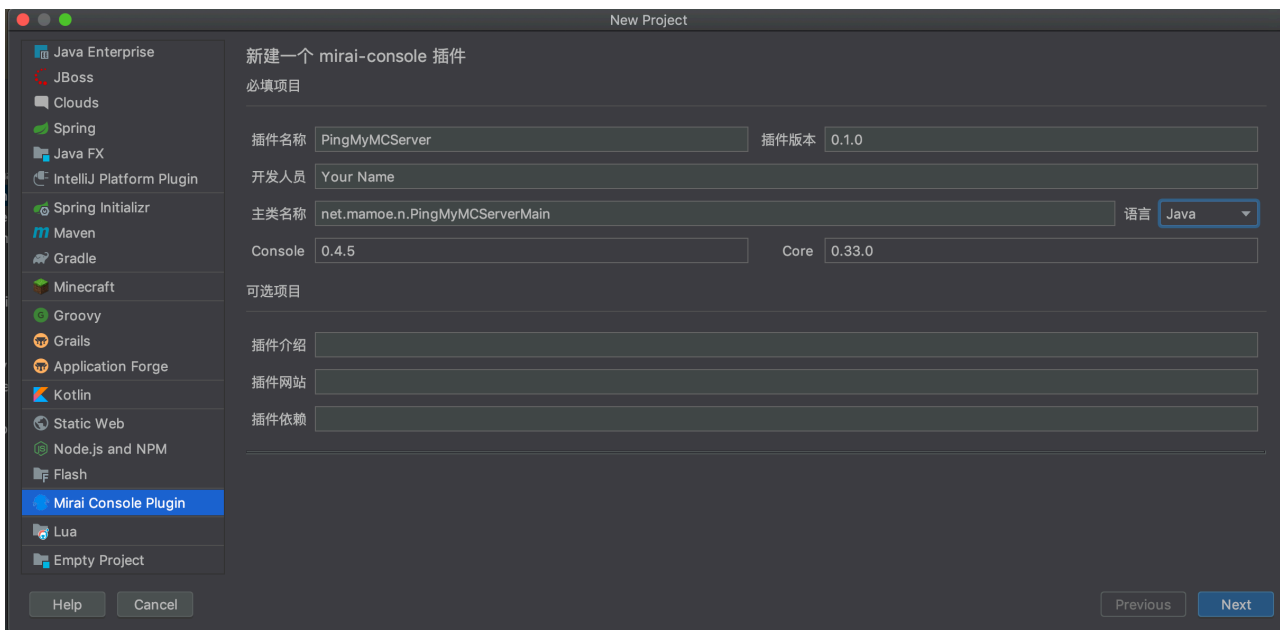 New Project
Java Enterprise
JBoss
Clouds
Spring
Java FX
IntelliJ Platform Plugin
Spring Initializr
Maven
Gradle
Minecraft
Groovy
Grails
Application Forge
Kotlin
Static Web
Node.js and NPM
Flash
Mirai Console Plugin
Lua
Empty Project
新建一个 mirai-console 插件
必填项目
插件名称 PingMyMCServer 插件版本 0.1.0
开发人员 Your Name
主类名称 net.mamoe.n.PingMyMCServerMain 语言 Java
Console 0.4.5 Core 0.33.0
可选项目
插件介绍
插件网站
插件依赖
Help Cancel Previous Next